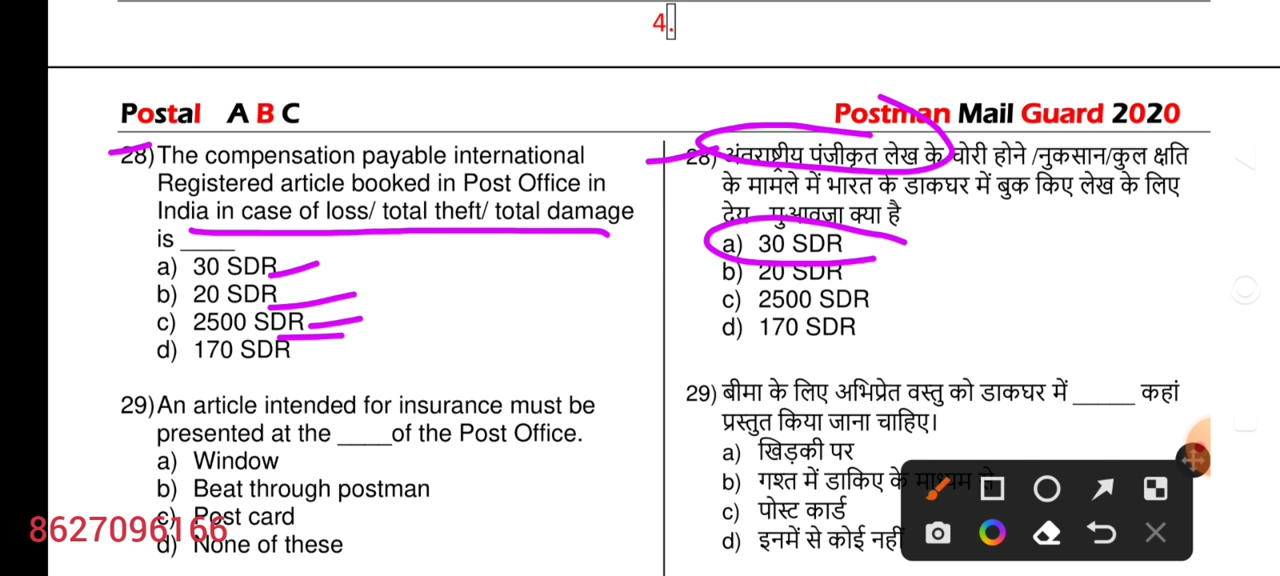 4.
Postal A B C
Postman Mail Guard 2020
28) The compensation payable international
Registered article booked in Post Office in
India in case of loss/ total theft/ total damage
is _____
a) 30 SDR
b) 20 SDR
c) 2500 SDR
d) 170 SDR
29) An article intended for insurance must be
presented at the ____of the Post Office.
a) Window
b) Beat through postman
c) Post card
d) None of these
8627096166
28) अंतराष्ट्रीय पंजीकृत लेख के चोरी होने /नुकसान/कुल क्षति
के मामले में भारत के डाकघर में बुक किए लेख के लिए
देय मुआवजा क्या है
a) 30 SDR
b) 20 SDR
c) 2500 SDR
d) 170 SDR
29) बीमा के लिए अभिप्रेत वस्तु को डाकघर में _____ कहां
प्रस्तुत किया जाना चाहिए।
a) खिड़की पर
b) गश्त में डाकिए के माध्यम से
c) पोस्ट कार्ड
d) इनमें से कोई नहीं